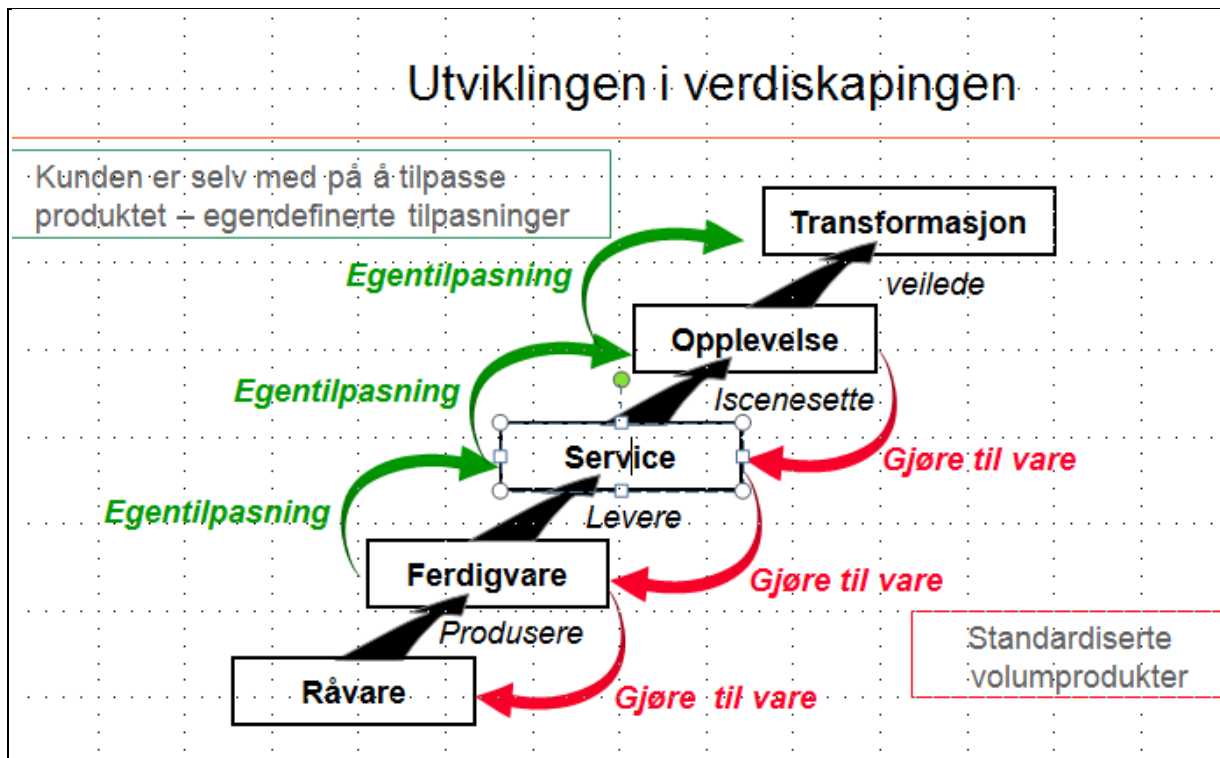 Utviklingen i verdiskapingen
Kunden er selv med på å tilpasse
produktet – egendefinerte tilpasninger
Transformasjon
Egentilpasning
veilede
Opplevelse
Egentilpasning
Iscenesette
Service
Gjøre til vare
Egentilpasning
Levere
Ferdigvare
Gjøre til vare
Produsere
Standardiserte
volumprodukter
Råvare
Gjøre til vare